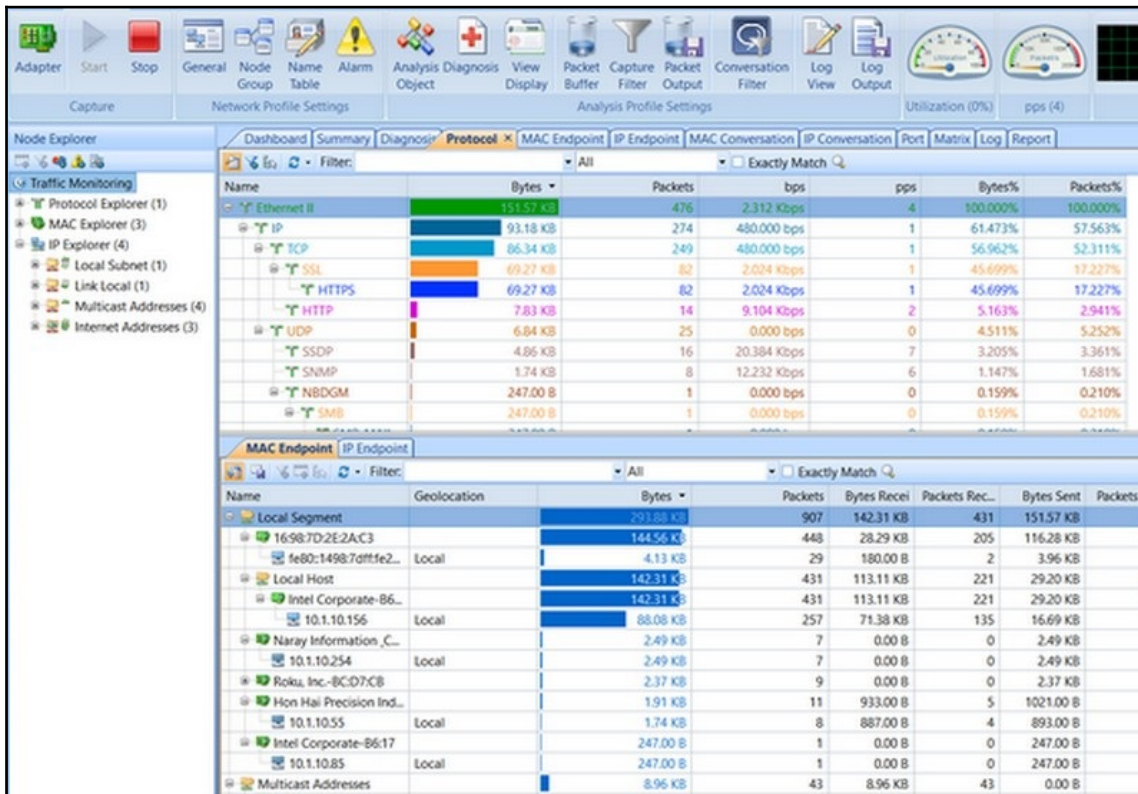 Adapter Start Stop General Node Group Name Table Alarm Analysis Object Diagnosis View Display Packet Buffer Capture Filter Packet Output Conversation Filter Log View Log Output
Capture Network Profile Settings Analysis Profile Settings Utilization (0%) pps (4)
Node Explorer
Traffic Monitoring
Protocol Explorer (1)
MAC Explorer (3)
IP Explorer (4)
Local Subnet (1)
Link Local (1)
Multicast Addresses (4)
Internet Addresses (3)
Dashboard Summary Diagnosis Protocol MAC Endpoint IP Endpoint MAC Conversation IP Conversation Port Matrix Log Report
Filter: All Exactly Match
Name Bytes Packets bps pps Bytes% Packets%
Ethernet II 151.57 KB 476 2.312 Kbps 4 100.000% 100.000%
IP 93.18 KB 274 480.000 bps 1 61.473% 57.563%
TCP 86.34 KB 249 480.000 bps 1 56.962% 52.311%
SSL 69.27 KB 82 2.024 Kbps 1 45.699% 17.227%
HTTPS 69.27 KB 82 2.024 Kbps 1 45.699% 17.227%
HTTP 7.83 KB 14 9.104 Kbps 2 5.163% 2.941%
UDP 6.84 KB 25 0.000 bps 0 4.511% 5.252%
SSDP 4.86 KB 16 20.384 Kbps 7 3.205% 3.361%
SNMP 1.74 KB 8 12.232 Kbps 6 1.147% 1.681%
NBDGM 247.00 B 1 0.000 bps 0 0.159% 0.210%
SMB 247.00 B 1 0.000 bps 0 0.159% 0.210%
MAC Endpoint IP Endpoint
Filter: All Exactly Match
Name Geolocation Bytes Packets Bytes Recei Packets Rec... Bytes Sent Packets
Local Segment 293.88 KB 907 142.31 KB 431 151.57 KB
16:98:7D:2E:2A:C3 144.56 KB 448 28.29 KB 205 116.28 KB
fe80::1498:7dff:fe2... Local 4.13 KB 29 180.00 B 2 3.96 KB
Local Host 142.31 KB 431 113.11 KB 221 29.20 KB
Intel Corporate-B6... 142.31 KB 431 113.11 KB 221 29.20 KB
10.1.10.156 Local 88.08 KB 257 71.38 KB 135 16.69 KB
Naray Information ,C... 2.49 KB 7 0.00 B 0 2.49 KB
10.1.10.254 Local 2.49 KB 7 0.00 B 0 2.49 KB
Roku, Inc.-BC:D7:CB 2.37 KB 9 0.00 B 0 2.37 KB
Hon Hai Precision Ind... 1.91 KB 11 933.00 B 5 1021.00 B
10.1.10.55 Local 1.74 KB 8 887.00 B 4 893.00 B
Intel Corporate-B6:17 247.00 B 1 0.00 B 0 247.00 B
10.1.10.85 Local 247.00 B 1 0.00 B 0 247.00 B
Multicast Addresses 8.96 KB 43 8.96 KB 43 0.00 B